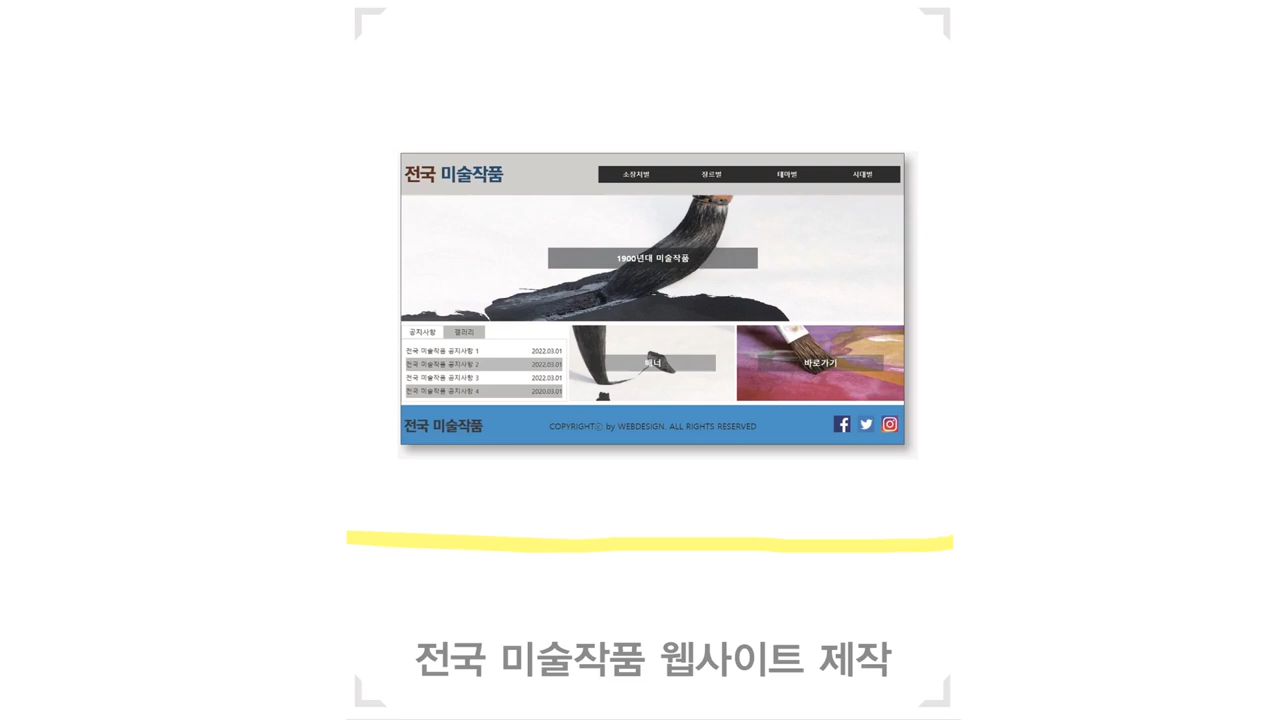 전국 미술작품
소장처별 장르별 테마별 시대별
1900년대 미술작품
공지사항 갤러리
전국 미술작품 공지사항 1 2022.03.01
전국 미술작품 공지사항 2 2022.03.01
전국 미술작품 공지사항 3 2022.03.01
전국 미술작품 공지사항 4 2020.03.01
배너
바로가기
전국 미술작품
COPYRIGHTⓒ by WEBDESIGN. ALL RIGHTS RESERVED
전국 미술작품 웹사이트 제작